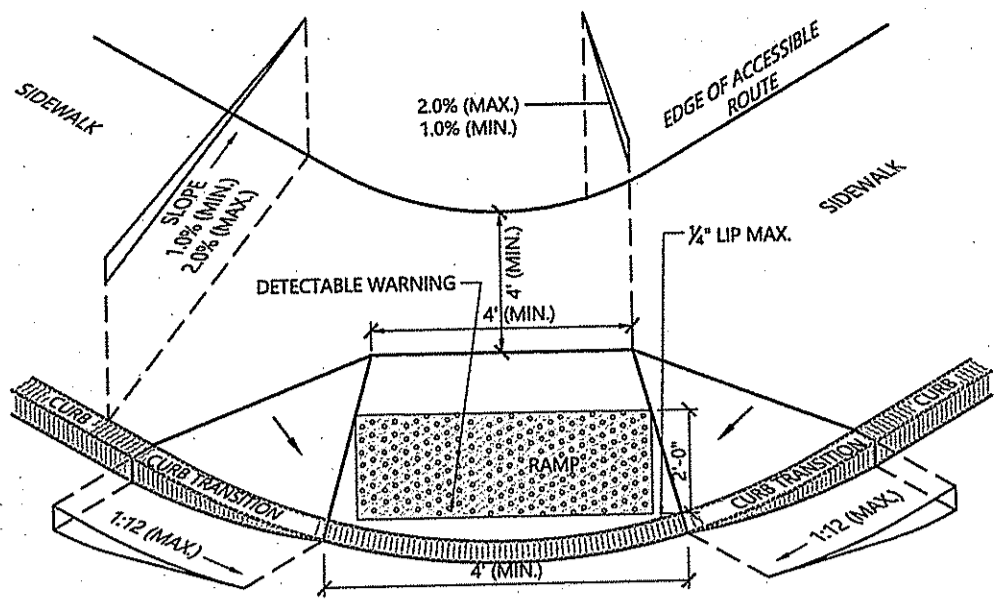 SIDEWALK
2.0% (MAX.)
1.0% (MIN.)
EDGE OF ACCESSIBLE
ROUTE
SLOPE
1.0% (MIN.)
2.0% (MAX.)
SIDEWALK
¼" LIP MAX.
4' (MIN.)
DETECTABLE WARNING
4' (MIN.)
CURB
CURB
CURB TRANSITION
RAMP
2'-0"
CURB TRANSITION
1:12 (MAX.)
1:12 (MAX.)
4' (MIN.)